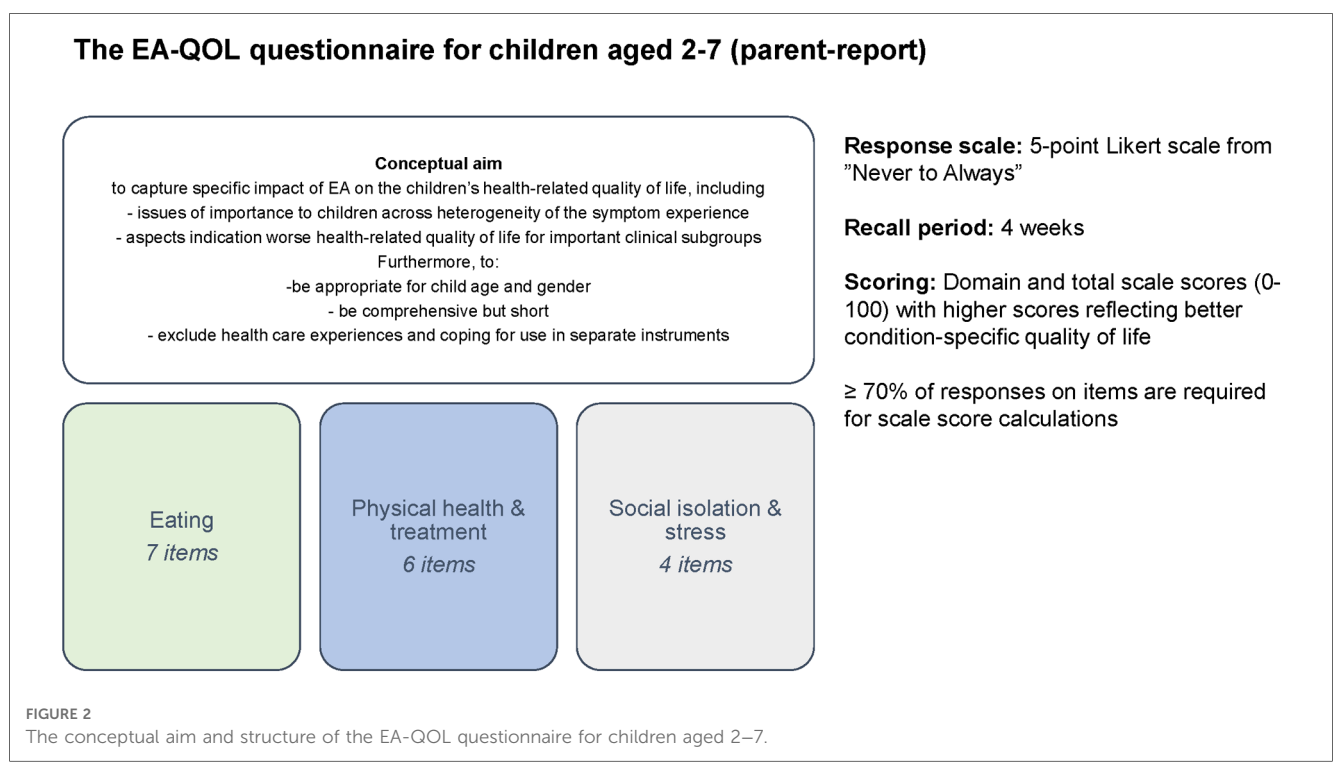 The EA-QOL questionnaire for children aged 2-7 (parent-report)
Conceptual aim
to capture specific impact of EA on the children's health-related quality of life, including
- issues of importance to children across heterogeneity of the symptom experience
- aspects indication worse health-related quality of life for important clinical subgroups
Furthermore, to:
-be appropriate for child age and gender
- be comprehensive but short
- exclude health care experiences and coping for use in separate instruments
Eating
7 items
Physical health &
treatment
6 items
Social isolation &
stress
4 items
Response scale: 5-point Likert scale from
”Never to Always”
Recall period: 4 weeks
Scoring: Domain and total scale scores (0-
100) with higher scores reflecting better
condition-specific quality of life
≥ 70% of responses on items are required
for scale score calculations
FIGURE 2
The conceptual aim and structure of the EA-QOL questionnaire for children aged 2–7.